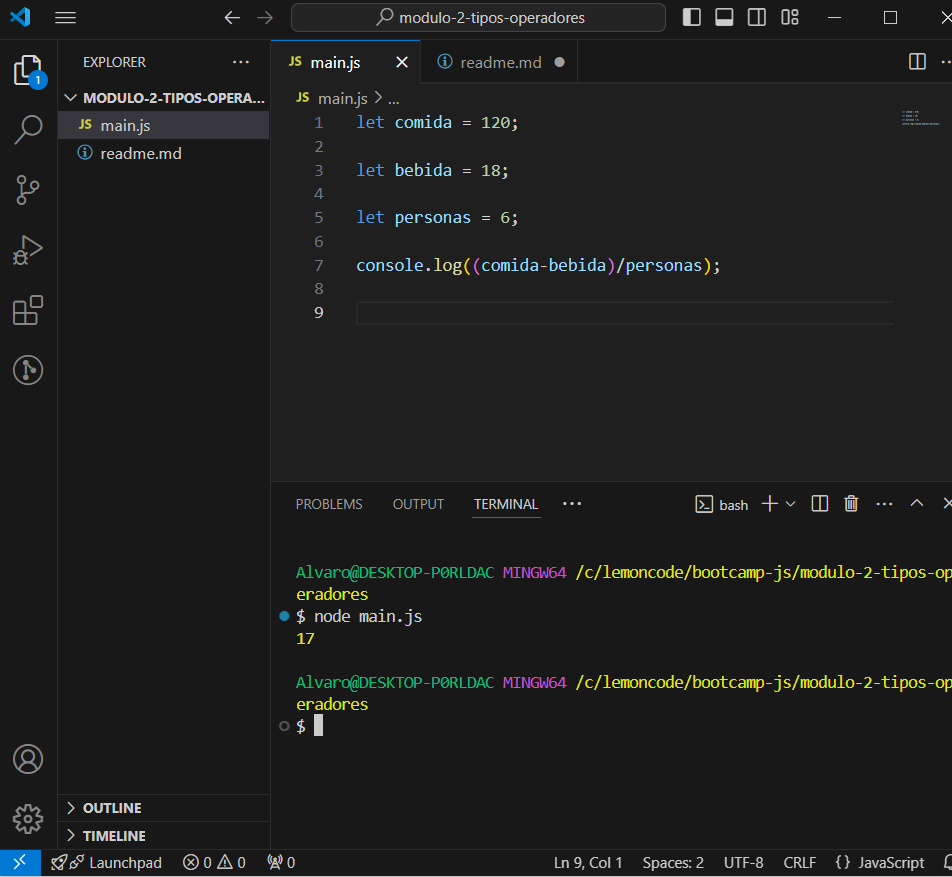 modulo-2-tipos-operadores
EXPLORER
1
MODULO-2-TIPOS-OPERA...
JS main.js
readme.md
JS main.js
readme.md
JS main.js > ...
1 let comida = 120;
2
3 let bebida = 18;
4
5 let personas = 6;
6
7 console.log((comida-bebida)/personas);
8
9
PROBLEMS OUTPUT TERMINAL
bash
Alvaro@DESKTOP-P0RLDAC MINGW64 /c/lemoncode/bootcamp-js/modulo-2-tipos-op
eradores
$ node main.js
17
Alvaro@DESKTOP-P0RLDAC MINGW64 /c/lemoncode/bootcamp-js/modulo-2-tipos-op
eradores
$
OUTLINE
TIMELINE
Launchpad 0 0 0 Ln 9, Col 1 Spaces: 2 UTF-8 CRLF {} JavaScript